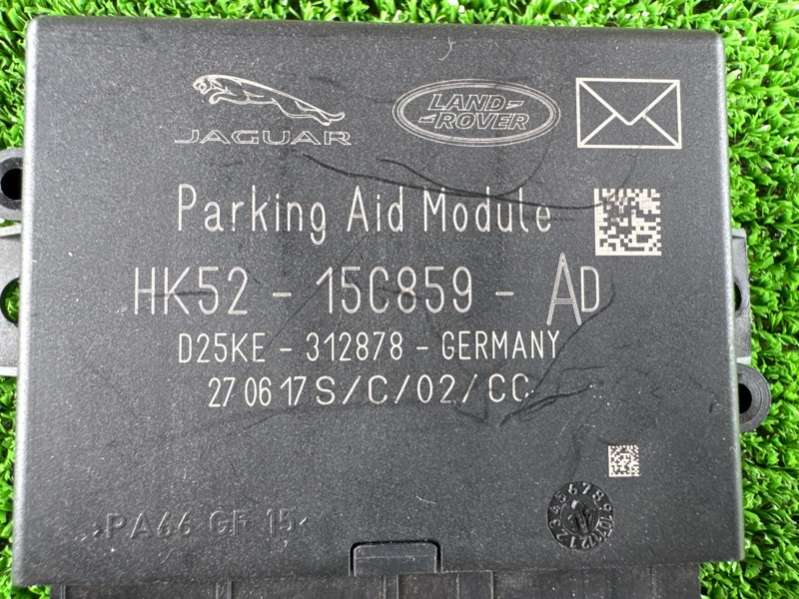 JAGUAR
LAND ROVER
Parking Aid Module
HK52 - 15C859 - AD
D25KE - 312878 - GERMANY
27 06 17 S/C/02/CC
>PA66 GF 15<